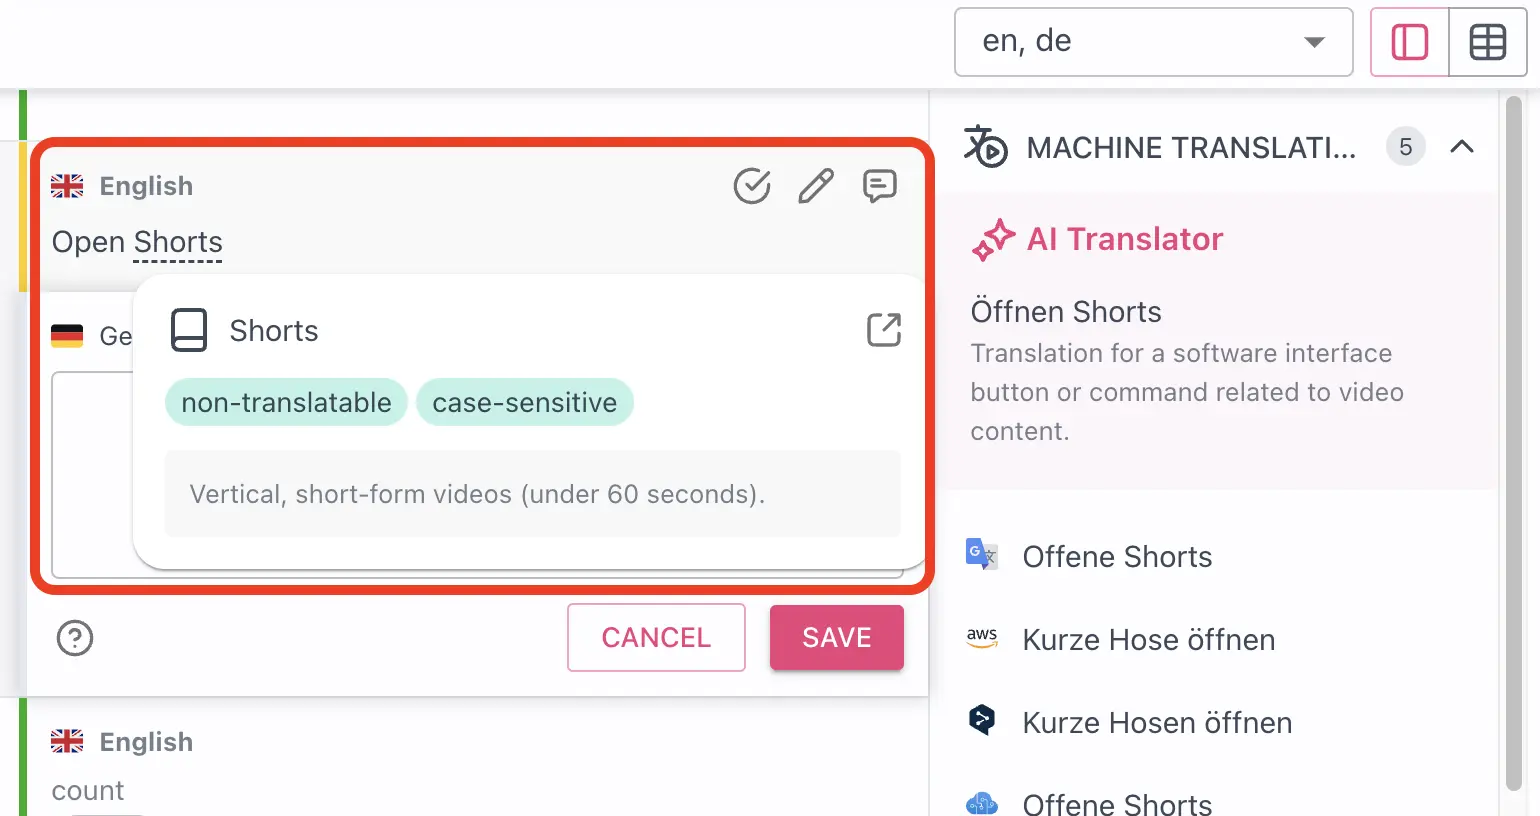 en, de
English
Open Shorts
Ge
Shorts
non-translatable case-sensitive
Vertical, short-form videos (under 60 seconds).
CANCEL SAVE
English
count
MACHINE TRANSLATI... 5
AI Translator
Öffnen Shorts
Translation for a software interface
button or command related to video
content.
Offene Shorts
aws Kurze Hose öffnen
Kurze Hosen öffnen
Offene Shorts